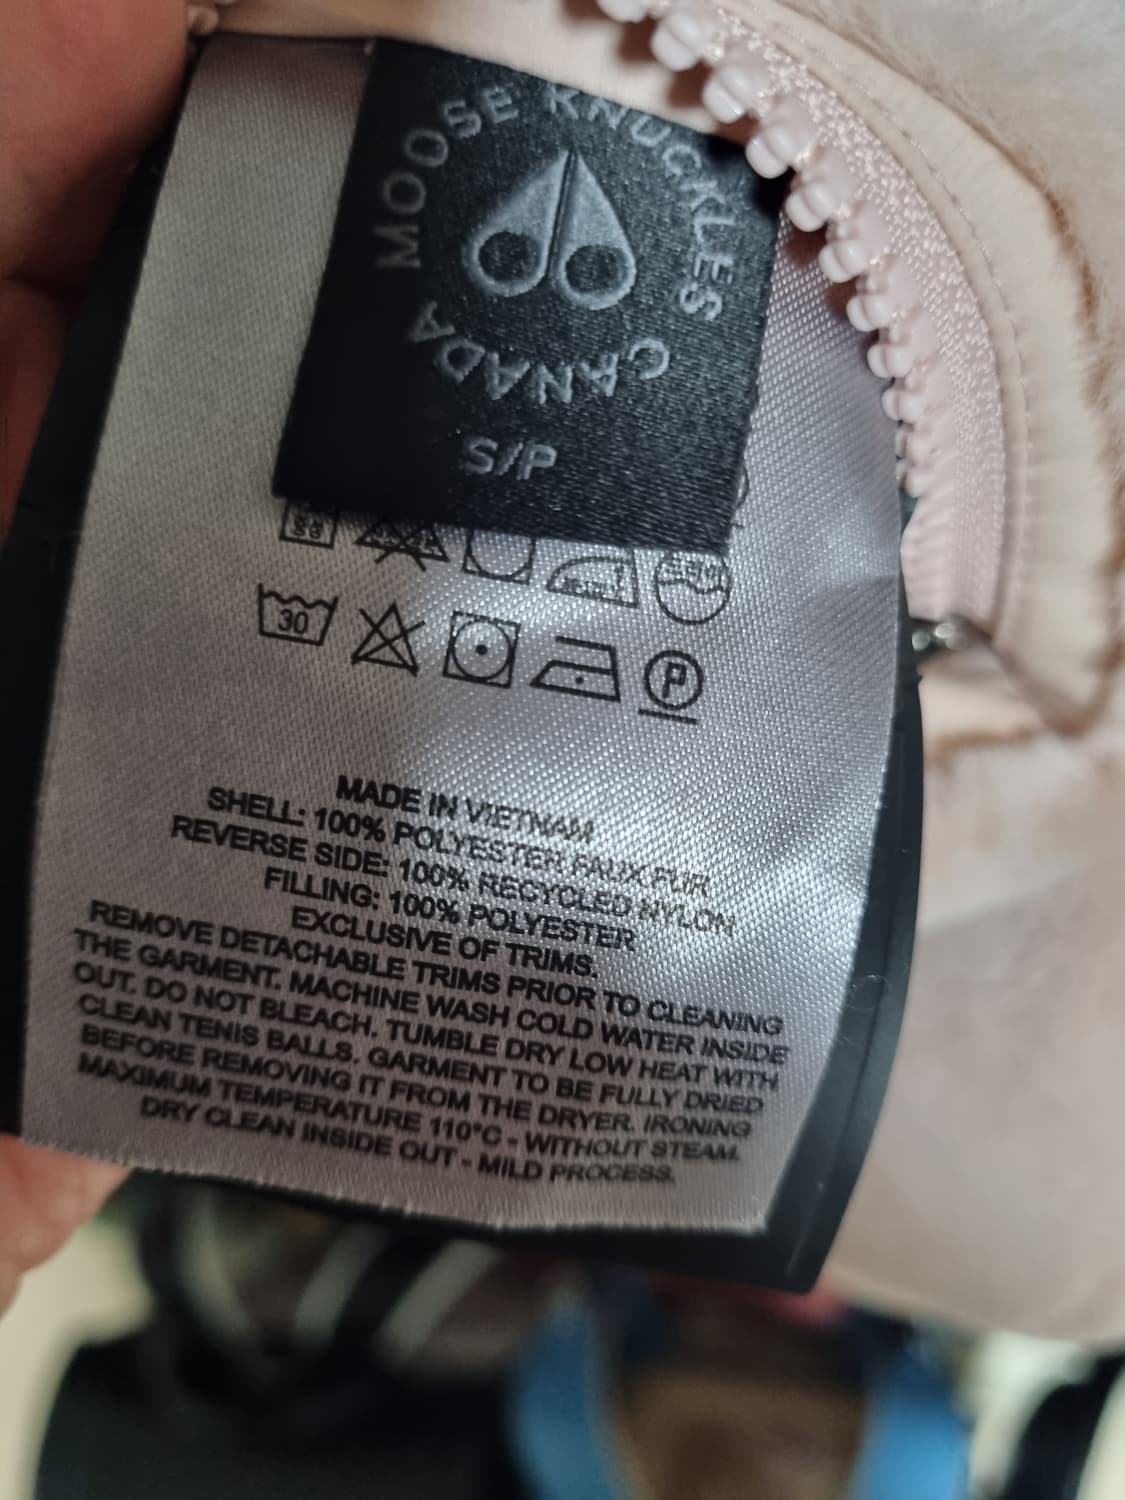 MOOSE KNUCKLES
CANADA
S/P
30
P
MADE IN VIETNAM
SHELL: 100% POLYESTER FAUX FUR
REVERSE SIDE: 100% RECYCLED NYLON
FILLING: 100% POLYESTER
EXCLUSIVE OF TRIMS.
REMOVE DETACHABLE TRIMS PRIOR TO CLEANING
THE GARMENT. MACHINE WASH COLD WATER INSIDE
OUT. DO NOT BLEACH. TUMBLE DRY LOW HEAT WITH
CLEAN TENIS BALLS. GARMENT TO BE FULLY DRIED
BEFORE REMOVING IT FROM THE DRYER. IRONING
MAXIMUM TEMPERATURE 110°C - WITHOUT STEAM.
DRY CLEAN INSIDE OUT - MILD PROCESS.